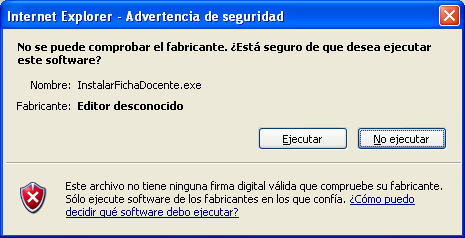 Internet Explorer - Advertencia de seguridad
No se puede comprobar el fabricante. ¿Está seguro de que desea ejecutar
este software?
Nombre: InstalarFichaDocente.exe
Fabricante: Editor desconocido
Ejecutar No ejecutar
Este archivo no tiene ninguna firma digital válida que compruebe su fabricante.
Sólo ejecute software de los fabricantes en los que confía. ¿Cómo puedo
decidir qué software debo ejecutar?